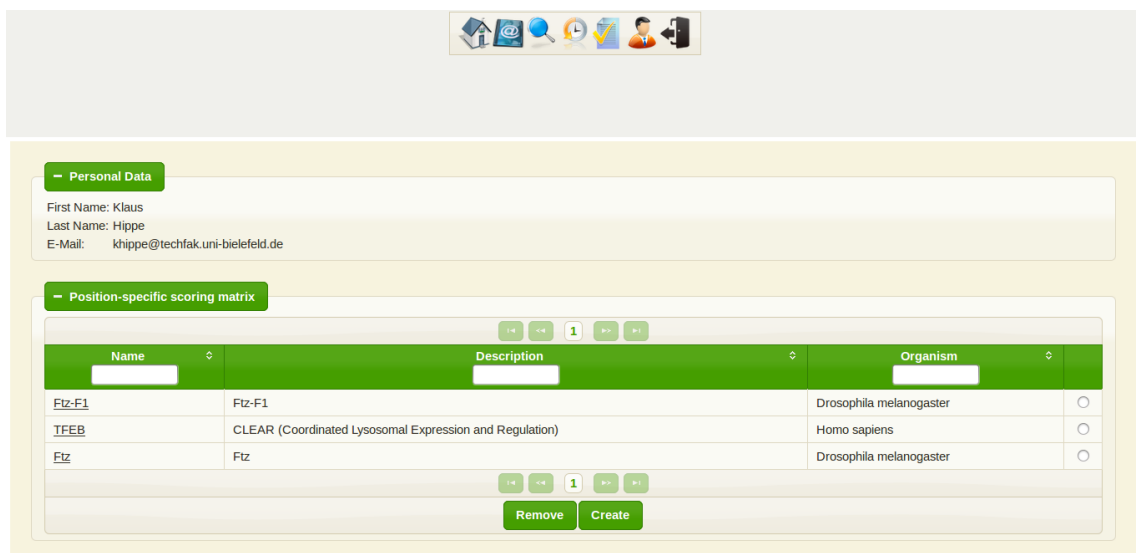 @
− Personal Data
First Name: Klaus
Last Name: Hippe
E-Mail: khippe@techfak.uni-bielefeld.de
− Position-specific scoring matrix
1
Name Description Organism
Ftz-F1 Ftz-F1 Drosophila melanogaster
TFEB CLEAR (Coordinated Lysosomal Expression and Regulation) Homo sapiens
Ftz Ftz Drosophila melanogaster
1
Remove Create